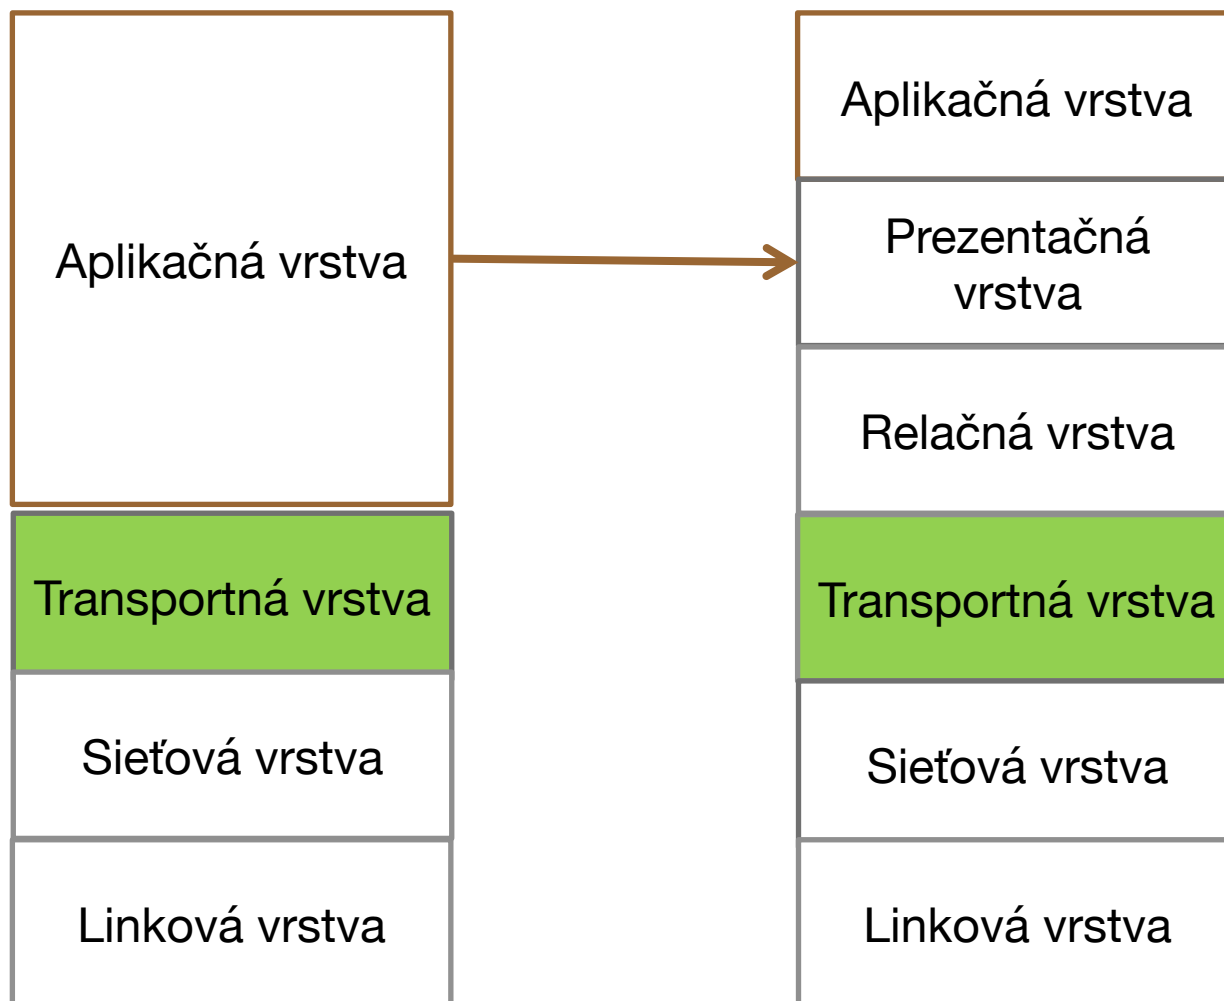 Aplikačná vrstva
Transportná vrstva
Sieťová vrstva
Linková vrstva
Aplikačná vrstva
Prezentačná
vrstva
Relačná vrstva
Transportná vrstva
Sieťová vrstva
Linková vrstva